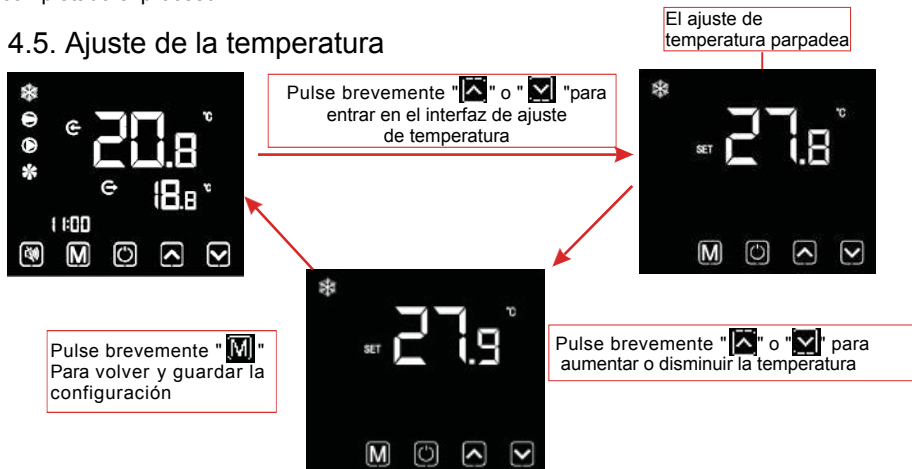 4.5. Ajuste de la temperatura
El ajuste de
temperatura parpadea
Pulse brevemente " " o " " para
entrar en el interfaz de ajuste
de temperatura
20.8 °C
18.8 °C
11:00
M
SET 27.8 °C
M
Pulse brevemente " " o " " para
aumentar o disminuir la temperatura
SET 27.9 °C
M
Pulse brevemente " M "
Para volver y guardar la
configuración